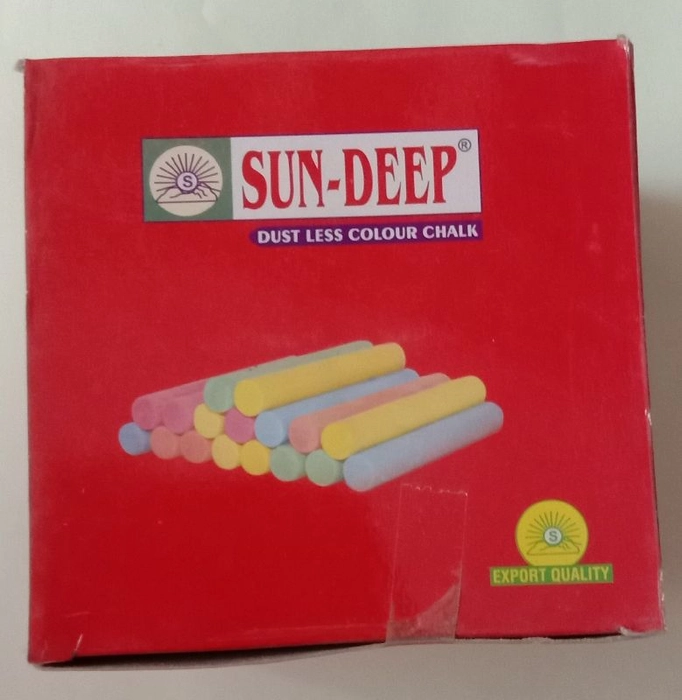 S
SUN-DEEP®
DUST LESS COLOUR CHALK
S
EXPORT QUALITY